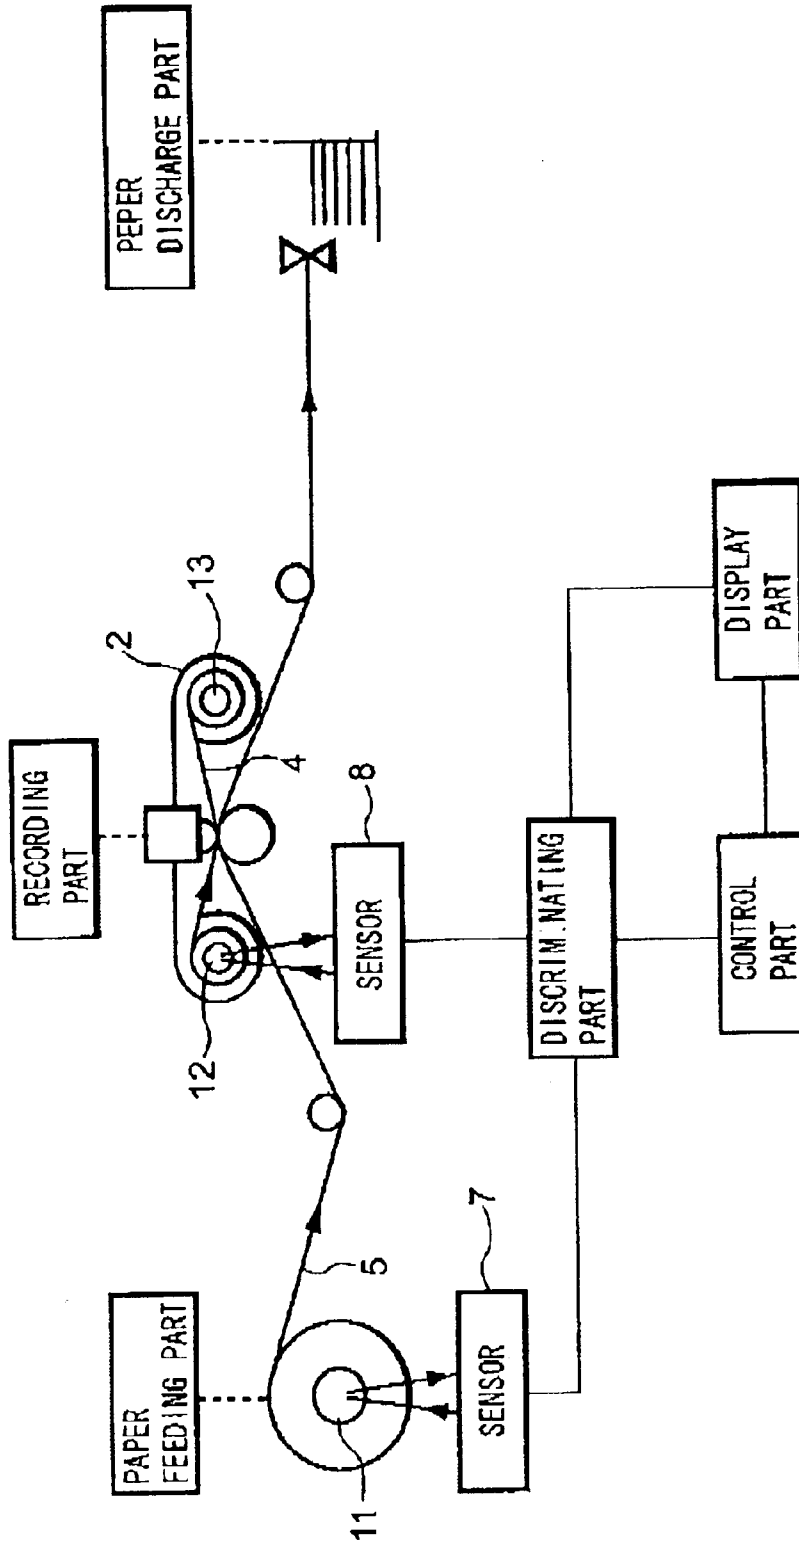 PEPER
DISCHARGE PART
RECORDING
PART
2
13
4
8
12
SENSOR
5
7
PAPER
FEEDING PART
11
SENSOR
DISCRIM.NATING
PART
DISPLAY
PART
CONTROL
PART